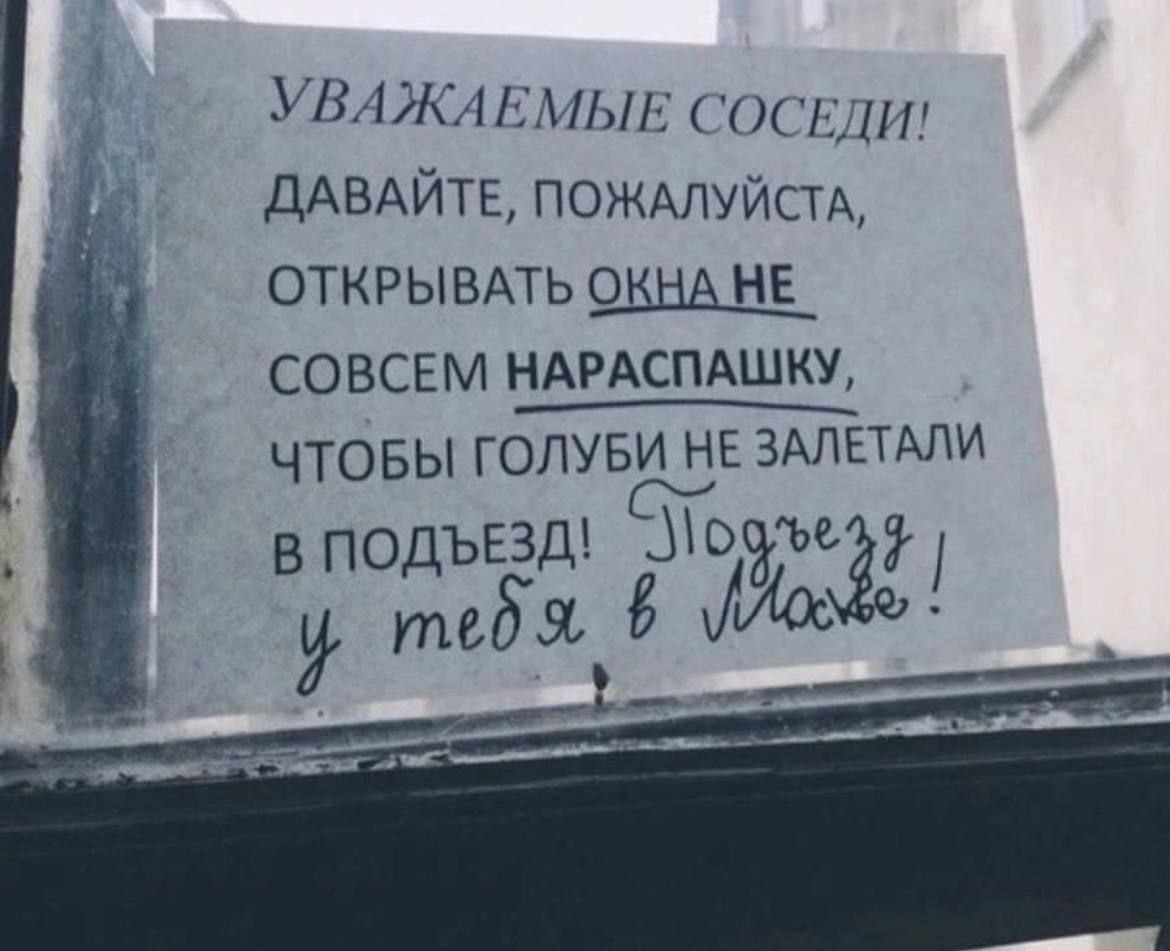 УВАЖАЕМЫЕ СОСЕДИ!
ДАВАЙТЕ, ПОЖАЛУЙСТА,
ОТКРЫВАТЬ ОКНА НЕ
СОВСЕМ НАРАСПАШКУ,
ЧТОБЫ ГОЛУБИ НЕ ЗАЛЕТАЛИ
В ПОДЪЕЗД! Подъезд
у тебя в Москве!